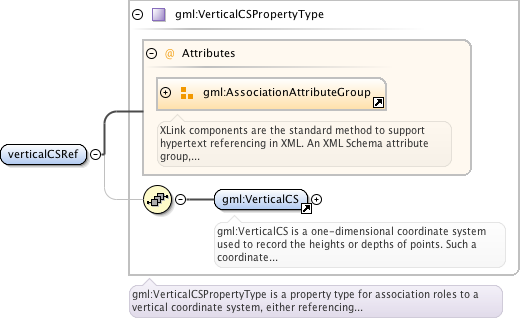 gml:VerticalCSPropertyType
@ Attributes
gml:AssociationAttributeGroup
XLink components are the standard method to support
hypertext referencing in XML. An XML Schema attribute
group,...
verticalCSRef
gml:VerticalCS
gml:VerticalCS is a one-dimensional coordinate system
used to record the heights or depths of points. Such a
coordinate...
gml:VerticalCSPropertyType is a property type for association roles to a
vertical coordinate system, either referencing...